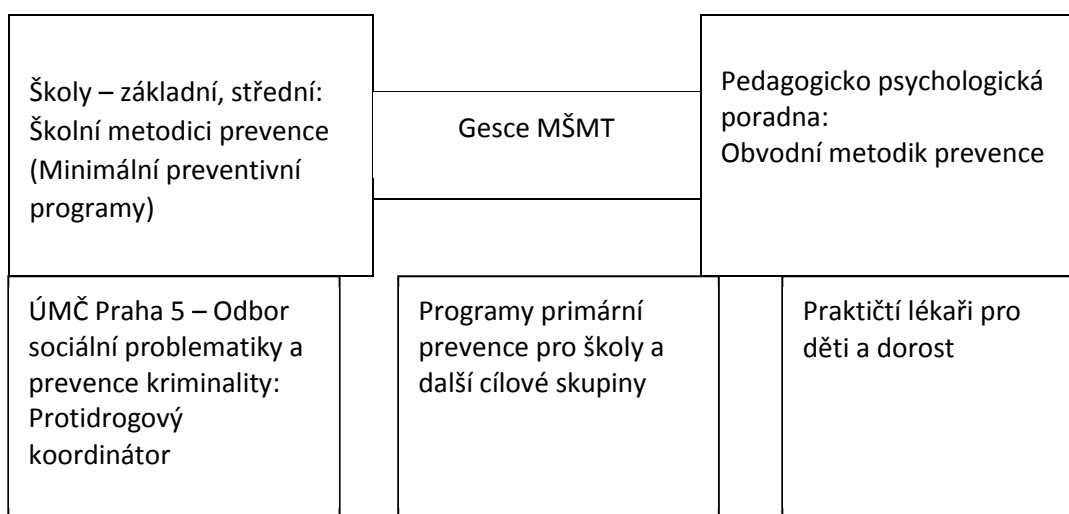 Školy – základní, střední:
Školní metodici prevence
(Minimální preventivní
programy)
Gesce MŠMT
Pedagogicko psychologická
poradna:
Obvodní metodik prevence
ÚMČ Praha 5 – Odbor
sociální problematiky a
prevence kriminality:
Protidrogový
koordinátor
Programy primární
prevence pro školy a
další cílové skupiny
Praktičtí lékaři pro
děti a dorost